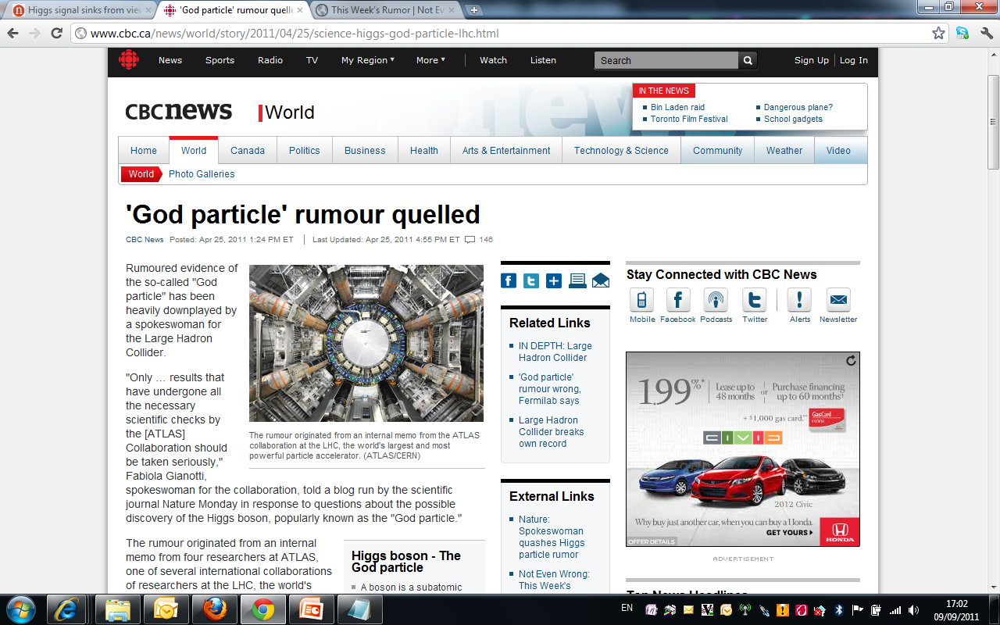 Higgs signal sinks from view
'God particle' rumour quelle
This Week's Rumor | Not Ev
www.cbc.ca/news/world/story/2011/04/25/science-higgs-god-particle-lhc.html
News Sports Radio TV My Region More Watch Listen Search Sign Up Log In
CBCnews World
IN THE NEWS
Bin Laden raid Dangerous plane?
Toronto Film Festival School gadgets
Home World Canada Politics Business Health Arts & Entertainment Technology & Science Community Weather Video
World Photo Galleries
'God particle' rumour quelled
CBC News Posted: Apr 25, 2011 1:24 PM ET Last Updated: Apr 25, 2011 4:55 PM ET 146
Rumoured evidence of
the so-called "God
particle" has been
heavily downplayed by
a spokeswoman for
the Large Hadron
Collider.
"Only … results that
have undergone all
the necessary
scientific checks by
the [ATLAS]
Collaboration should
be taken seriously,"
Fabiola Gianotti,
spokeswoman for the collaboration, told a blog run by the scientific
journal Nature Monday in response to questions about the possible
discovery of the Higgs boson, popularly known as the "God particle."
The rumour originated from an internal memo from the ATLAS
collaboration at the LHC, the world's largest and most
powerful particle accelerator. (ATLAS/CERN)
The rumour originated from an internal
memo from four researchers at ATLAS,
one of several international collaborations
of researchers at the LHC, the world's
Higgs boson - The
God particle
A boson is a subatomic
Related Links
IN DEPTH: Large
Hadron Collider
'God particle'
rumour wrong,
Fermilab says
Large Hadron
Collider breaks
own record
External Links
Nature:
Spokeswoman
quashes Higgs
particle rumor
Not Even Wrong:
This Week's
Stay Connected with CBC News
Mobile Facebook Podcasts Twitter Alerts Newsletter
1.99%* Lease up to 48 months or Purchase financing up to 60 months†
+ $1,000 gas card.**
GasCard
CIVIC
2012 Civic
Why buy just another car, when you can buy a Honda.
GET YOURS
OFFER DETAILS
HONDA
ADVERTISEMENT
EN
17:02
09/09/2011